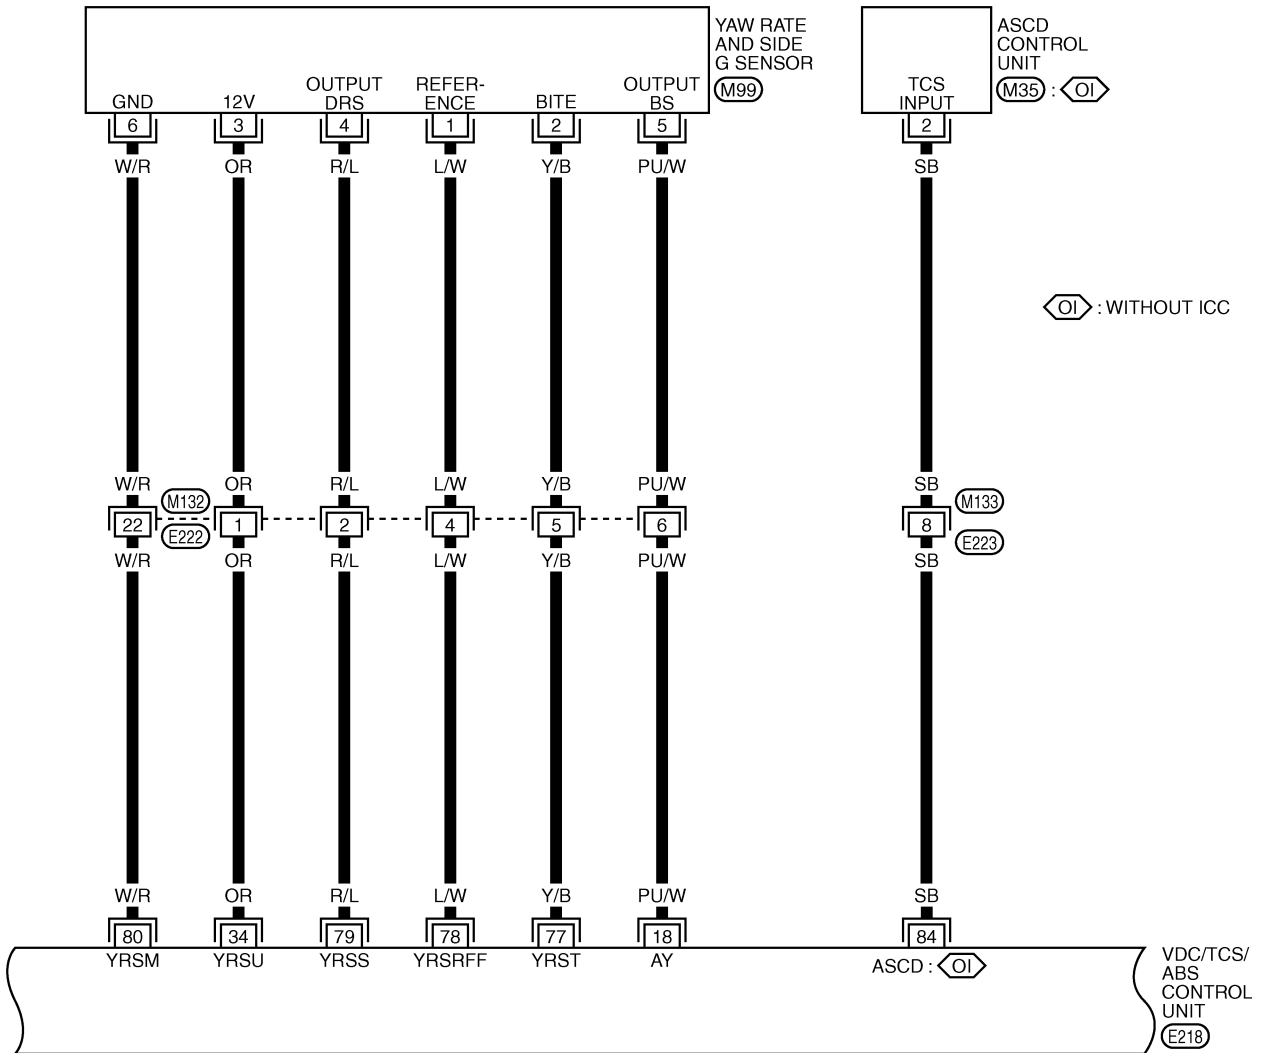 YAW RATE
AND SIDE
G SENSOR
M99
ASCD
CONTROL
UNIT
M35 : OI
GND 12V OUTPUT DRS REFER-ENCE BITE OUTPUT BS TCS INPUT
6 3 4 1 2 5 2
W/R OR R/L L/W Y/B PU/W SB
OI : WITHOUT ICC
W/R OR R/L L/W Y/B PU/W SB
M132 M133
22 1 2 4 5 6 8
E222 E223
W/R OR R/L L/W Y/B PU/W SB
W/R OR R/L L/W Y/B PU/W SB
80 34 79 78 77 18 84
YRSM YRSU YRSS YRSRFF YRST AY ASCD : OI
VDC/TCS/
ABS
CONTROL
UNIT
E218